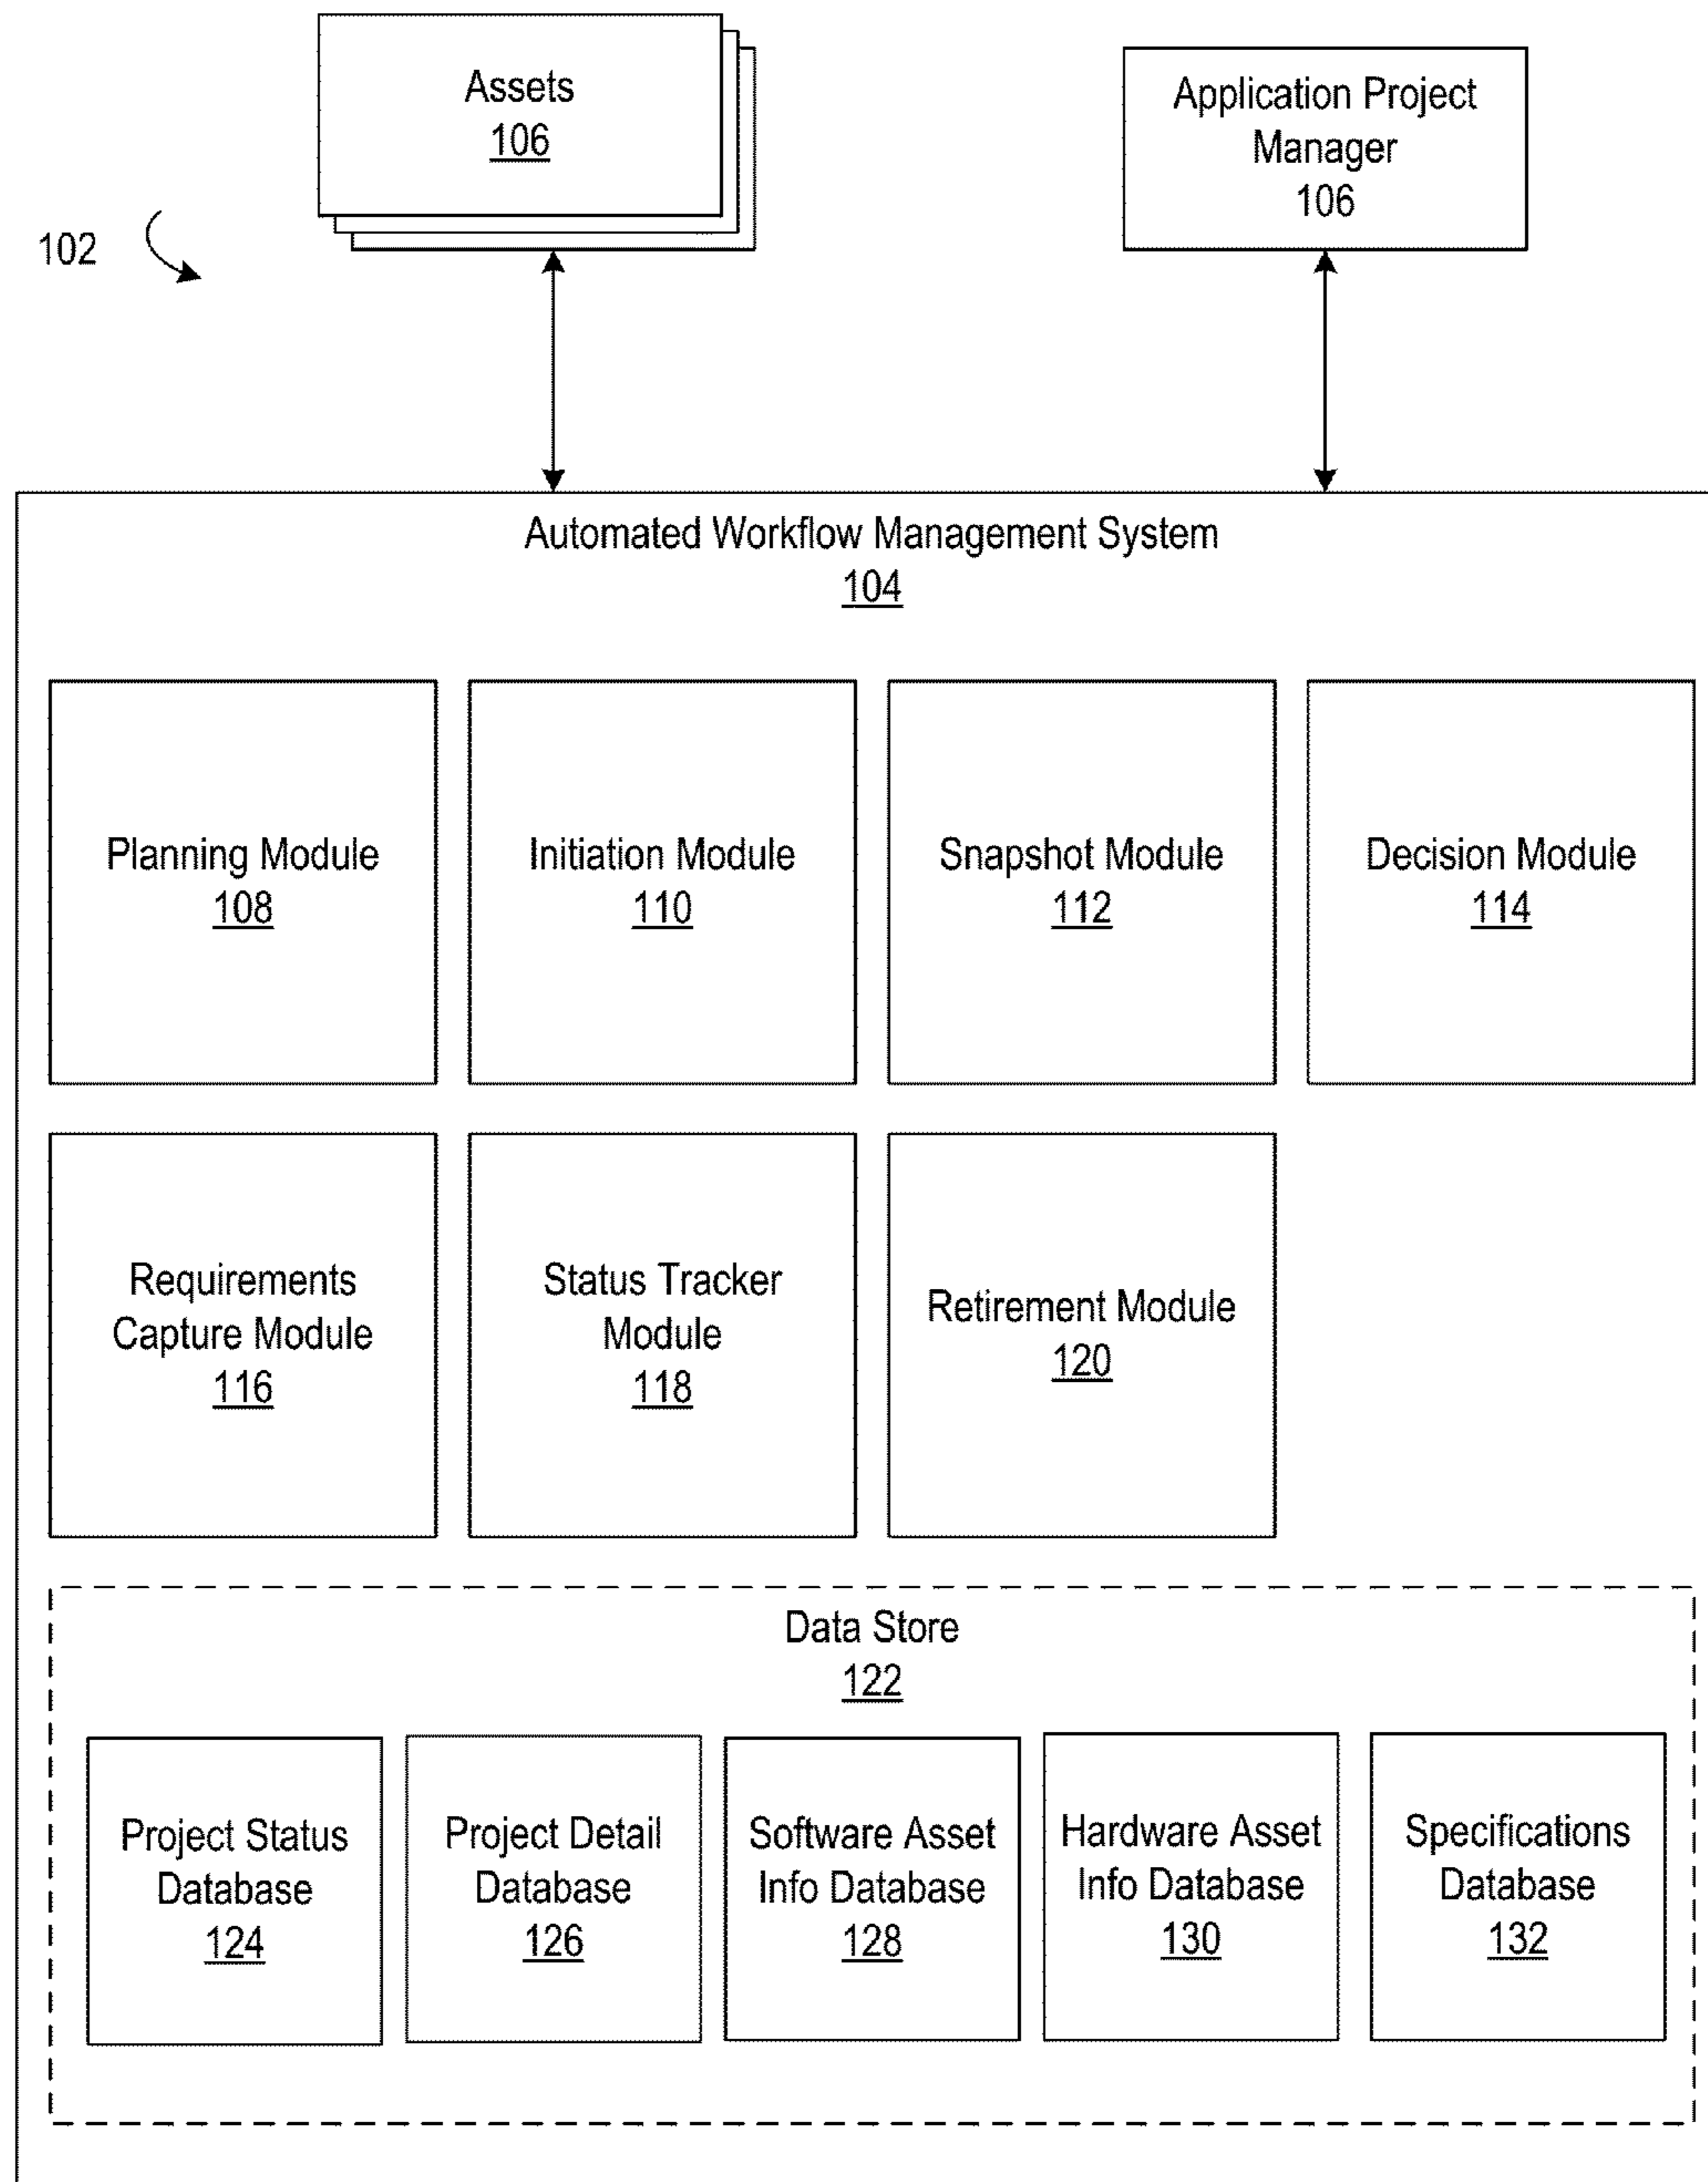 Assets
106
Application Project
Manager
106
102
Automated Workflow Management System
104
Planning Module
108
Initiation Module
110
Snapshot Module
112
Decision Module
114
Requirements
Capture Module
116
Status Tracker
Module
118
Retirement Module
120
Data Store
122
Project Status
Database
124
Project Detail
Database
126
Software Asset
Info Database
128
Hardware Asset
Info Database
130
Specifications
Database
132